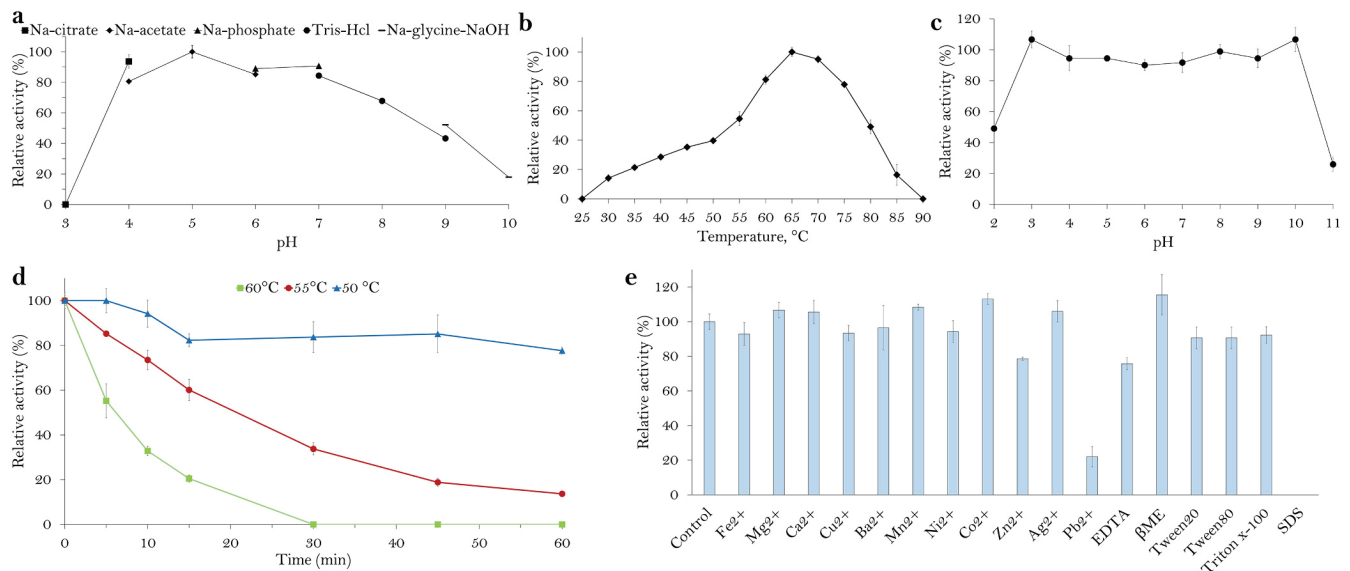 a
Na-citrate Na-acetate Na-phosphate Tris-Hcl Na-glycine-NaOH
Relative activity (%)
100
80
60
40
20
0
3 4 5 6 7 8 9 10
pH
b
Relative activity (%)
100
80
60
40
20
0
25 30 35 40 45 50 55 60 65 70 75 80 85 90
Temperature, °C
c
Relative activity (%)
120
100
80
60
40
20
0
2 3 4 5 6 7 8 9 10 11
pH
d
60°C 55°C 50 °C
Relative activity (%)
100
80
60
40
20
0
0 10 20 30 40 50 60
Time (min)
e
Relative activity (%)
120
100
80
60
40
20
0
Control Fe2+ Mg2+ Ca2+ Cu2+ Ba2+ Mn2+ Ni2+ Co2+ Zn2+ Ag2+ Pb2+ EDTA βME Tween20 Tween80 Triton x-100 SDS